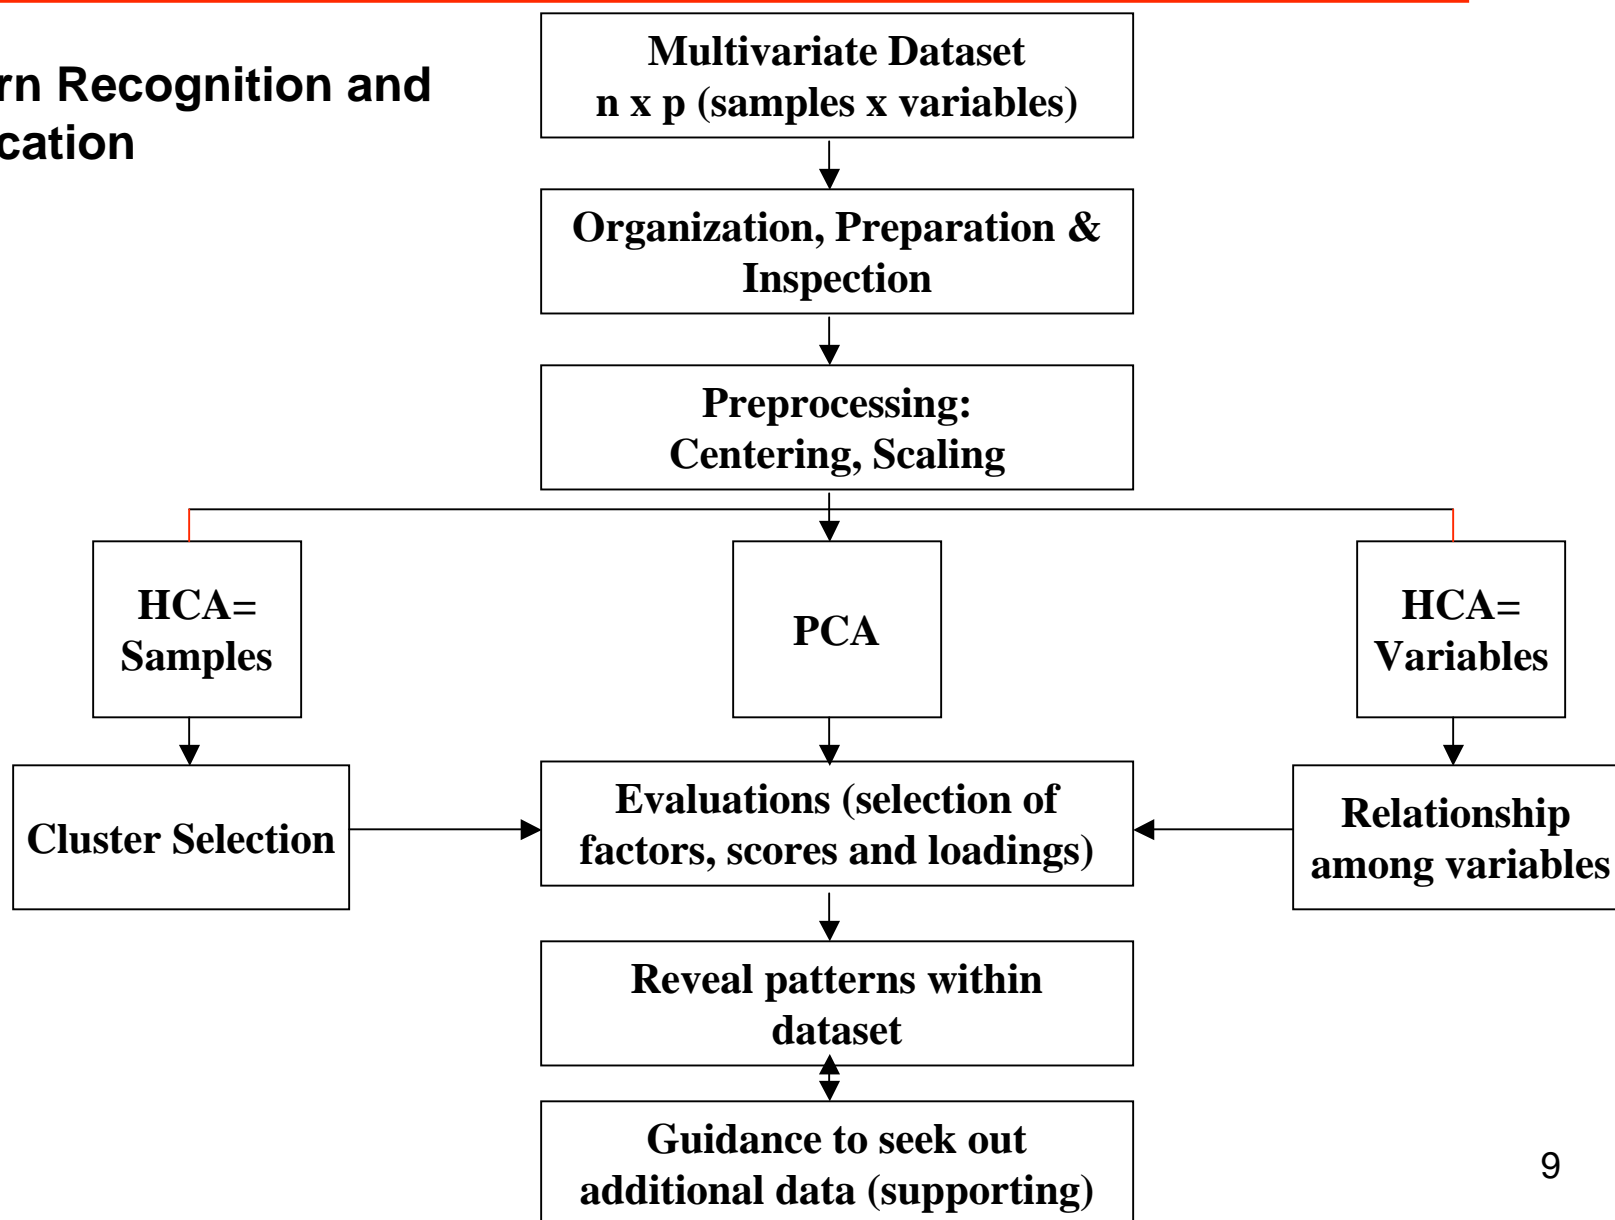 rn Recognition and
cation
Multivariate Dataset
n x p (samples x variables)
Organization, Preparation &
Inspection
Preprocessing:
Centering, Scaling
HCA=
Samples
PCA
HCA=
Variables
Cluster Selection
Evaluations (selection of
factors, scores and loadings)
Relationship
among variables
Reveal patterns within
dataset
Guidance to seek out
additional data (supporting)
9